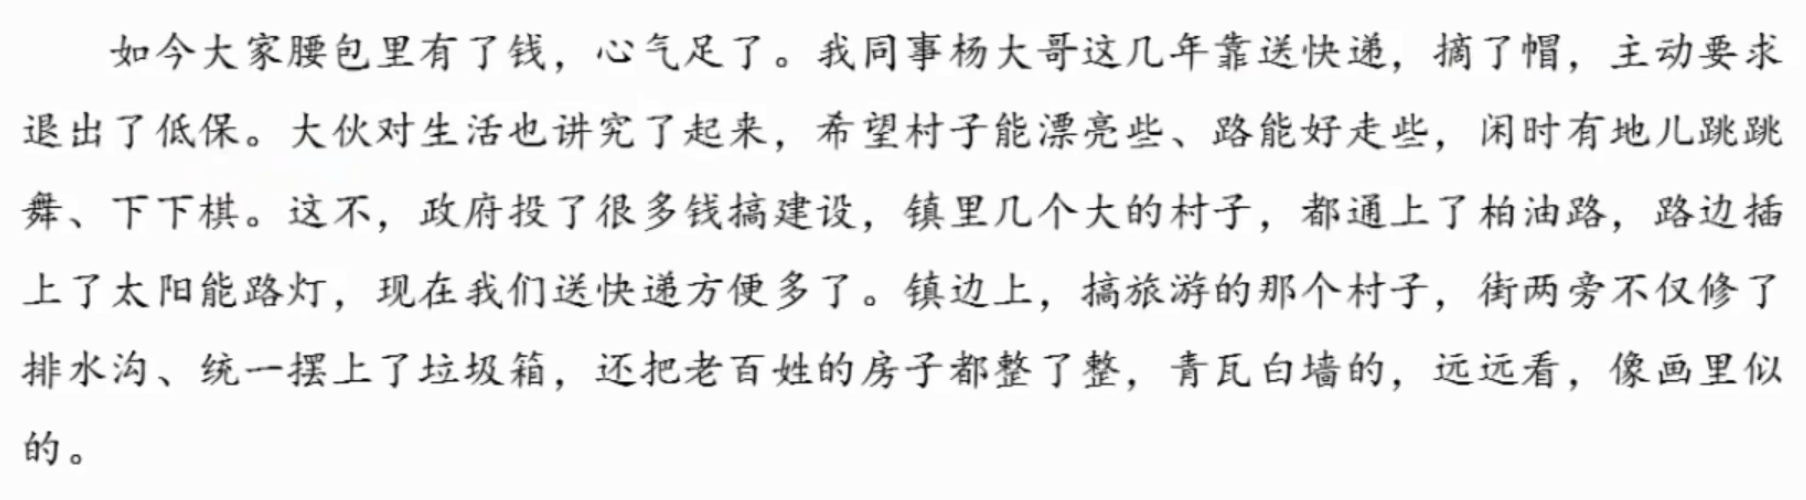 如今大家腰包里有了钱，心气足了。我同事杨大哥这几年靠送快递，摘了帽，主动要求
退出了低保。大伙对生活也讲究了起来，希望村子能漂亮些、路能好走些，闲时有地儿跳跳
舞、下下棋。这不，政府投了很多钱搞建设，镇里几个大的村子，都通上了柏油路，路边插
上了太阳能路灯，现在我们送快递方便多了。镇边上，搞旅游的那个村子，街两旁不仅修了
排水沟、统一摆上了垃圾箱，还把老百姓的房子都整了整，青瓦白墙的，远远看，像画里似
的。